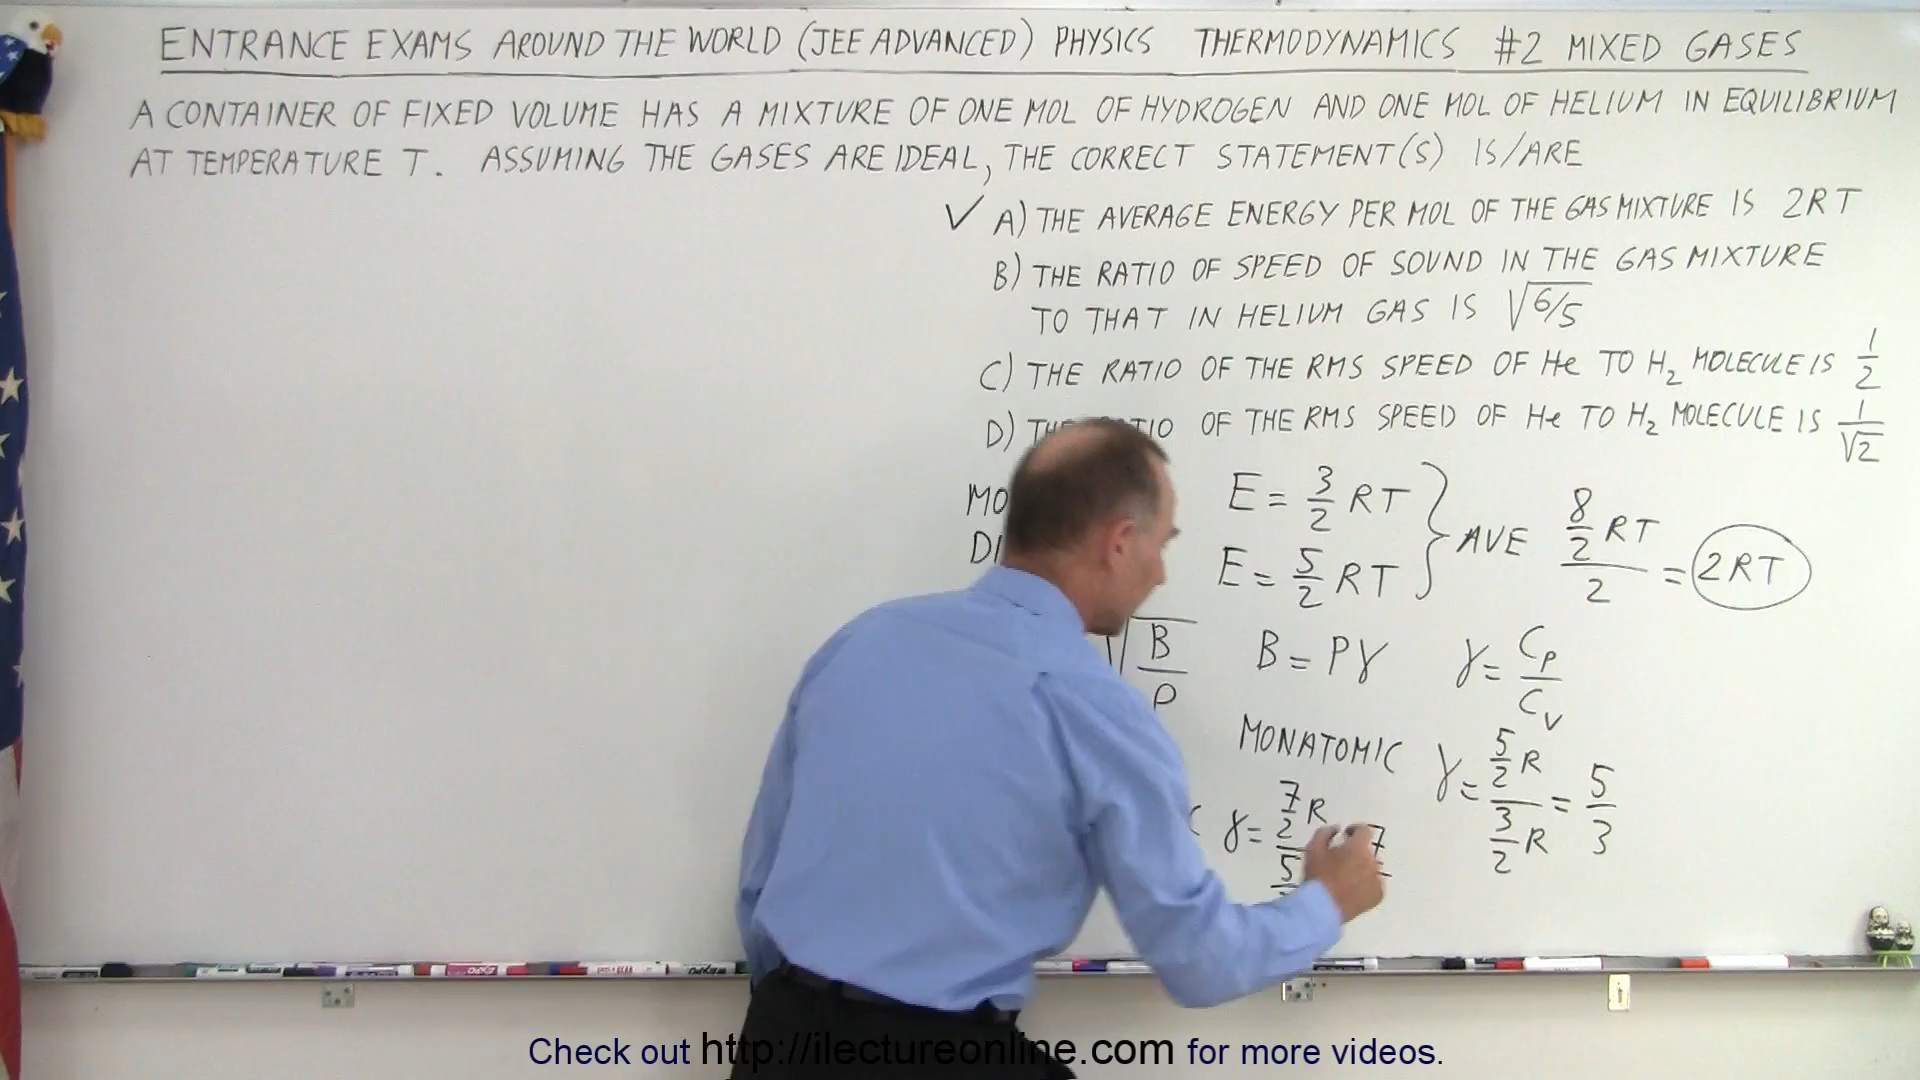 ENTRANCE EXAMS AROUND THE WORLD (JEE ADVANCED) PHYSICS THERMODYNAMICS #2 MIXED GASES
A CONTAINER OF FIXED VOLUME HAS A MIXTURE OF ONE MOL OF HYDROGEN AND ONE MOL OF HELIUM IN EQUILIBRIUM
AT TEMPERATURE T. ASSUMING THE GASES ARE IDEAL, THE CORRECT STATEMENT(S) IS/ARE
✓ A) THE AVERAGE ENERGY PER MOL OF THE GAS MIXTURE IS 2RT
B) THE RATIO OF SPEED OF SOUND IN THE GAS MIXTURE
TO THAT IN HELIUM GAS IS √6/5
C) THE RATIO OF THE RMS SPEED OF He TO H₂ MOLECULE IS 1/2
D) THE RATIO OF THE RMS SPEED OF He TO H₂ MOLECULE IS 1/√2
MO E = 3/2 RT
DI E = 5/2 RT } AVE (8/2 RT)/2 = 2RT
√B/ρ B = Pγ γ = Cp/Cv
MONATOMIC γ = (5/2 R)/(3/2 R) = 5/3
C γ = 7/2 R 5 7
Check out http://ilectureonline.com for more videos.